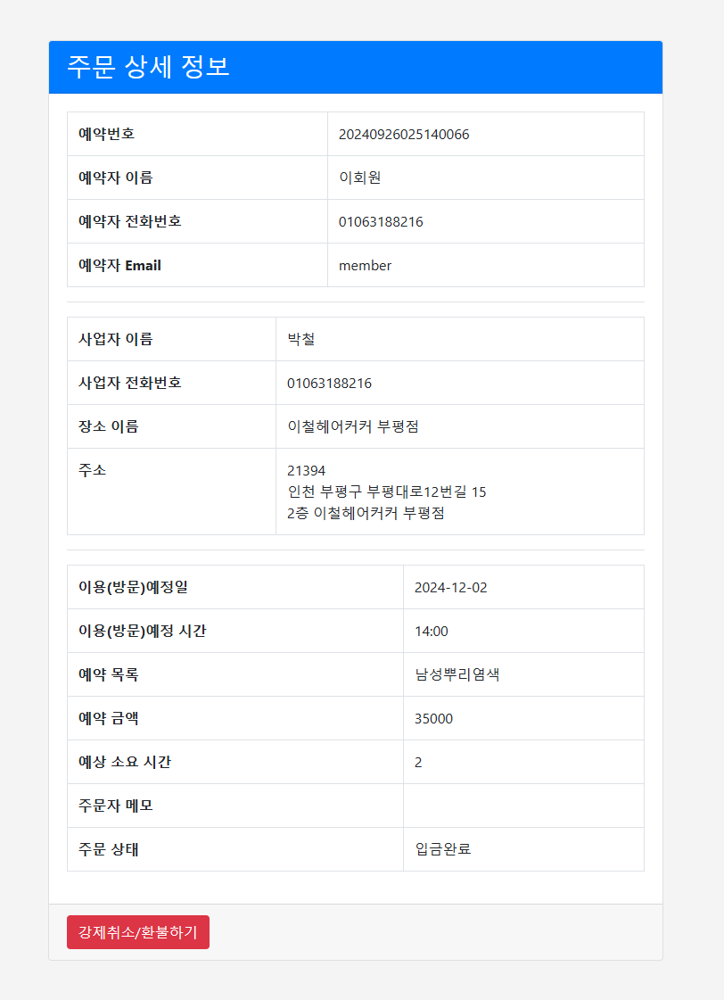 주문 상세 정보
예약번호 20240926025140066
예약자 이름 이회원
예약자 전화번호 01063188216
예약자 Email member
사업자 이름 박철
사업자 전화번호 01063188216
장소 이름 이철헤어커커 부평점
주소 21394
인천 부평구 부평대로12번길 15
2층 이철헤어커커 부평점
이용(방문)예정일 2024-12-02
이용(방문)예정 시간 14:00
예약 목록 남성뿌리염색
예약 금액 35000
예상 소요 시간 2
주문자 메모
주문 상태 입금완료
강제취소/환불하기